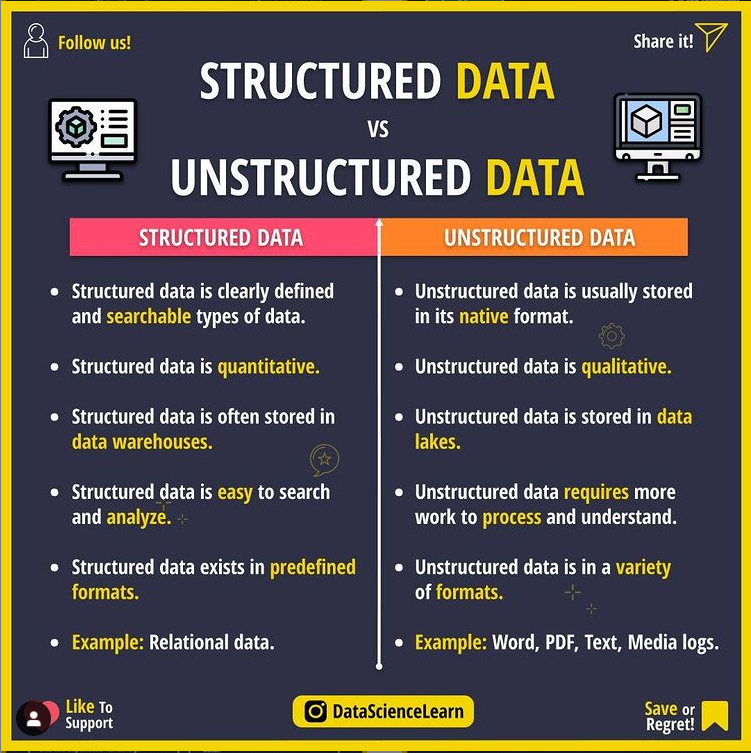 Follow us!
Share it!
STRUCTURED DATA
VS
UNSTRUCTURED DATA
STRUCTURED DATA
• Structured data is clearly defined
and searchable types of data.
• Structured data is quantitative.
• Structured data is often stored in
data warehouses.
• Structured data is easy to search
and analyze.
• Structured data exists in predefined
formats.
• Example: Relational data.
UNSTRUCTURED DATA
• Unstructured data is usually stored
in its native format.
• Unstructured data is qualitative.
• Unstructured data is stored in data
lakes.
• Unstructured data requires more
work to process and understand.
• Unstructured data is in a variety
of formats.
• Example: Word, PDF, Text, Media logs.
Like To
Support
DataScienceLearn
Save or
Regret!